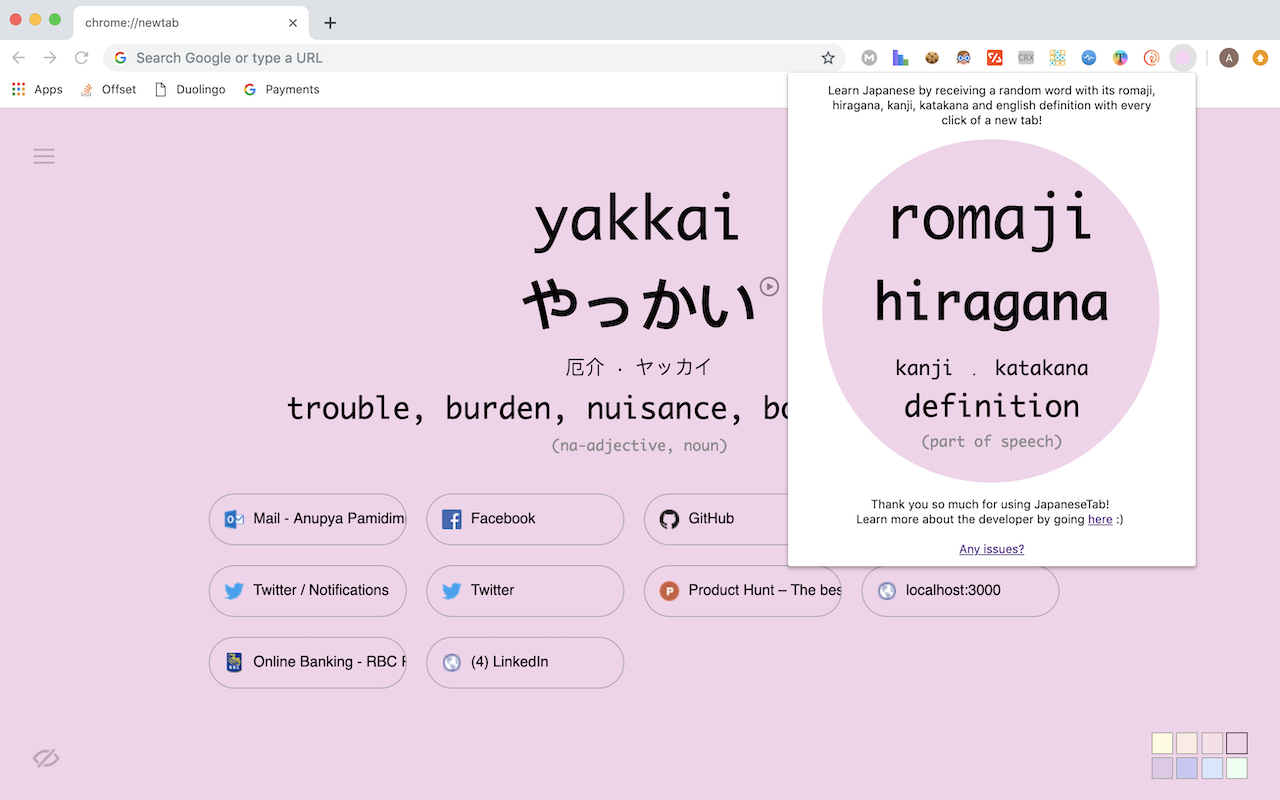 chrome://newtab
Search Google or type a URL
Apps Offset Duolingo Payments
Learn Japanese by receiving a random word with its romaji,
hiragana, kanji, katakana and english definition with every
click of a new tab!
yakkai
やっかい
厄介 . ヤッカイ
trouble, burden, nuisance,
(na-adjective, noun)
romaji
hiragana
kanji . katakana
definition
(part of speech)
Thank you so much for using JapaneseTab!
Learn more about the developer by going here :)
Any issues?
Mail - Anupya Pamidim
Facebook
GitHub
Twitter / Notifications
Twitter
Product Hunt – The bes
localhost:3000
Online Banking - RBC
(4) LinkedIn
CRX
A